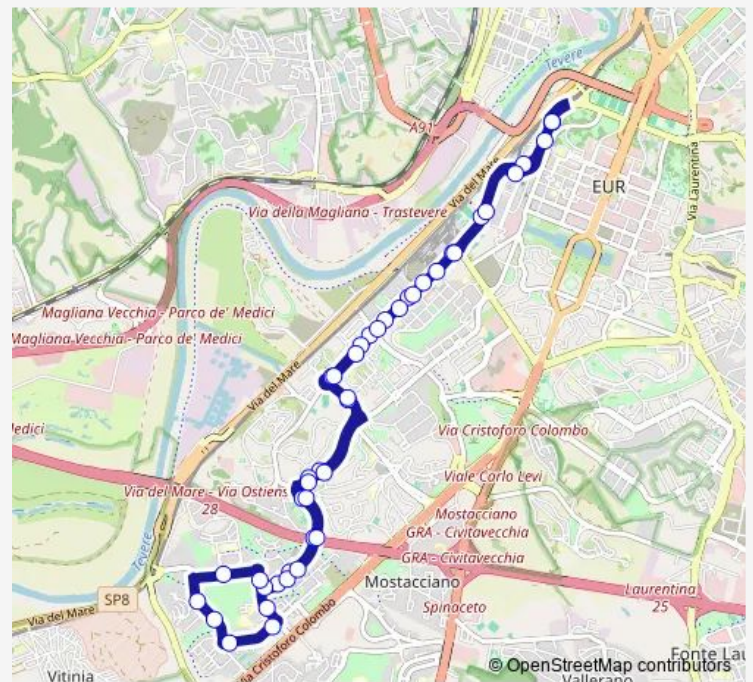 Tevere
A91
Via del Mare
EUR
Via Laurentina
Via della Magliana - Trastevere
Magliana Vecchia - Parco de' Medici
Magliana Vecchia - Parco de' Medici
Via del Mare
Via Cristoforo Colombo
Viale Carlo Levi
Via del Mare - Via Ostiens
28
Mostacciano
GRA - Civitavecchia
GRA - Civitavecchia
Tevere
Mostacciano
Laurentina
25
SP8
Spinaceto
Via del Mare
Via Cristoforo Colombo
Vitinia
Fonte Lau
Vallerano
© OpenStreetMap contributors